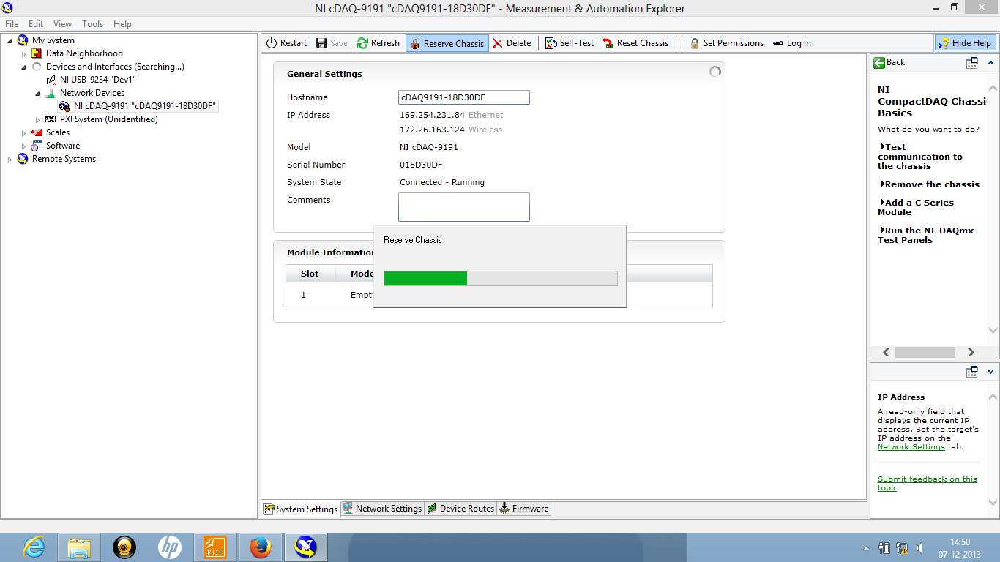 NI cDAQ-9191 "cDAQ9191-18D30DF" - Measurement & Automation Explorer
File Edit View Tools Help
My System
Data Neighborhood
Devices and Interfaces (Searching...)
NI USB-9234 "Dev1"
Network Devices
NI cDAQ-9191 "cDAQ9191-18D30DF"
PXI PXI System (Unidentified)
Scales
Software
Remote Systems
Restart Save Refresh Reserve Chassis Delete Self-Test Reset Chassis Set Permissions Log In Hide Help
General Settings
Hostname cDAQ9191-18D30DF
IP Address 169.254.231.84 Ethernet
172.26.163.124 Wireless
Model NI cDAQ-9191
Serial Number 018D30DF
System State Connected - Running
Comments
Reserve Chassis
Module Information
Slot Mode
1 Empty
System Settings Network Settings Device Routes Firmware
Back
NI
CompactDAQ Chassi
Basics
What do you want to do?
Test
communication to
the chassis
Remove the chassis
Add a C Series
Module
Run the NI-DAQmx
Test Panels
IP Address
A read-only field that
displays the current IP
address. Set the target's
IP address on the
Network Settings tab.
Submit feedback on this
topic
hp
PDF
14:50
07-12-2013